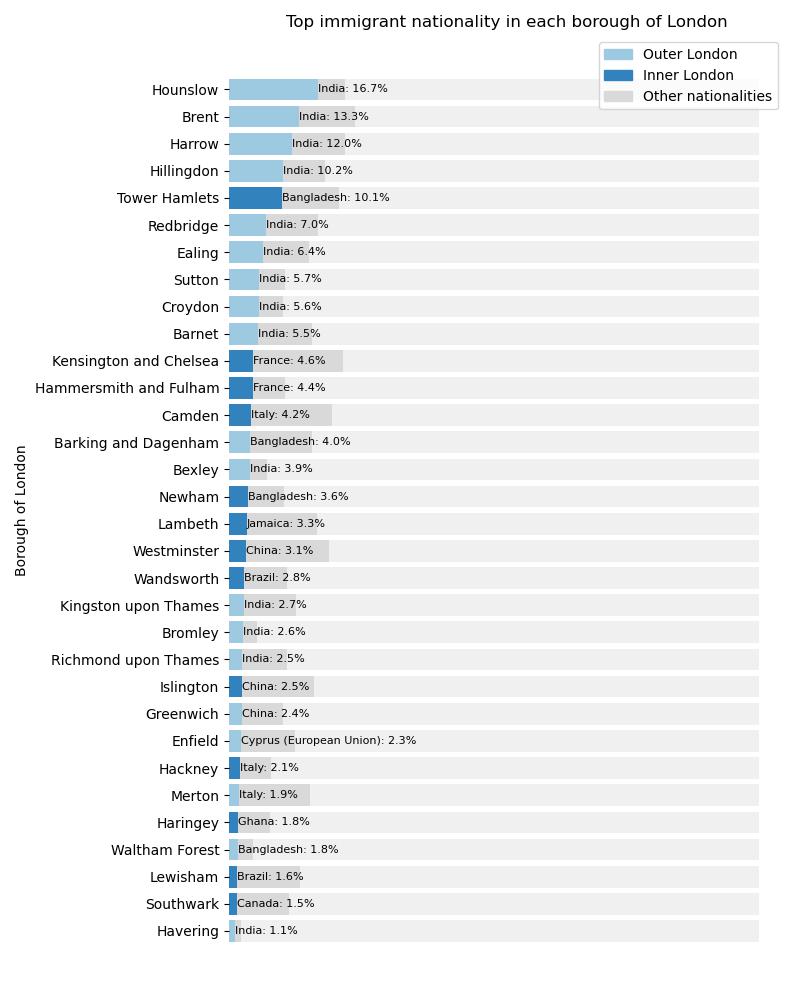 Top immigrant nationality in each borough of London
Outer London
Inner London
Other nationalities
Hounslow India: 16.7%
Brent India: 13.3%
Harrow India: 12.0%
Hillingdon India: 10.2%
Tower Hamlets Bangladesh: 10.1%
Redbridge India: 7.0%
Ealing India: 6.4%
Sutton India: 5.7%
Croydon India: 5.6%
Barnet India: 5.5%
Kensington and Chelsea France: 4.6%
Hammersmith and Fulham France: 4.4%
Camden Italy: 4.2%
Barking and Dagenham Bangladesh: 4.0%
Bexley India: 3.9%
Newham Bangladesh: 3.6%
Lambeth Jamaica: 3.3%
Westminster China: 3.1%
Wandsworth Brazil: 2.8%
Kingston upon Thames India: 2.7%
Bromley India: 2.6%
Richmond upon Thames India: 2.5%
Islington China: 2.5%
Greenwich China: 2.4%
Enfield Cyprus (European Union): 2.3%
Hackney Italy: 2.1%
Merton Italy: 1.9%
Haringey Ghana: 1.8%
Waltham Forest Bangladesh: 1.8%
Lewisham Brazil: 1.6%
Southwark Canada: 1.5%
Havering India: 1.1%
Borough of London